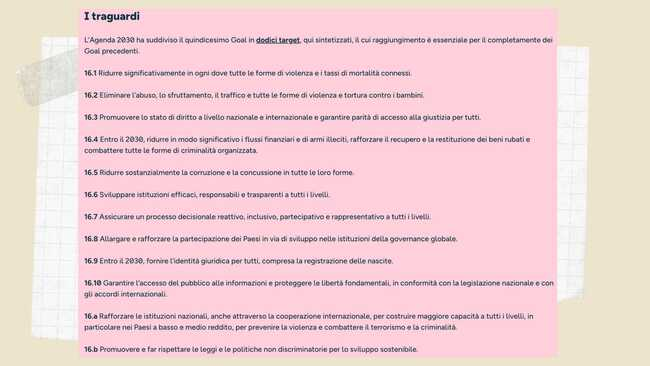 I traguardi
L'Agenda 2030 ha suddiviso il quindicesimo Goal in dodici target, qui sintetizzati, il cui raggiungimento è essenziale per il completamente dei
Goal precedenti.
16.1 Ridurre significativamente in ogni dove tutte le forme di violenza e i tassi di mortalità connessi.
16.2 Eliminare l'abuso, lo sfruttamento, il traffico e tutte le forme di violenza e tortura contro i bambini.
16.3 Promuovere lo stato di diritto a livello nazionale e internazionale e garantire parità di accesso alla giustizia per tutti.
16.4 Entro il 2030, ridurre in modo significativo i flussi finanziari e di armi illeciti, rafforzare il recupero e la restituzione dei beni rubati e
combattere tutte le forme di criminalità organizzata.
16.5 Ridurre sostanzialmente la corruzione e la concussione in tutte le loro forme.
16.6 Sviluppare istituzioni efficaci, responsabili e trasparenti a tutti i livelli.
16.7 Assicurare un processo decisionale reattivo, inclusivo, partecipativo e rappresentativo a tutti i livelli.
16.8 Allargare e rafforzare la partecipazione dei Paesi in via di sviluppo nelle istituzioni della governance globale.
16.9 Entro il 2030, fornire l'identità giuridica per tutti, compresa la registrazione delle nascite.
16.10 Garantire l'accesso del pubblico alle informazioni e proteggere le libertà fondamentali, in conformità con la legislazione nazionale e con
gli accordi internazionali.
16.a Rafforzare le istituzioni nazionali, anche attraverso la cooperazione internazionale, per costruire maggiore capacità a tutti i livelli, in
particolare nei Paesi a basso e medio reddito, per prevenire la violenza e combattere il terrorismo e la criminalità.
16.b Promuovere e far rispettare le leggi e le politiche non discriminatorie per lo sviluppo sostenibile.